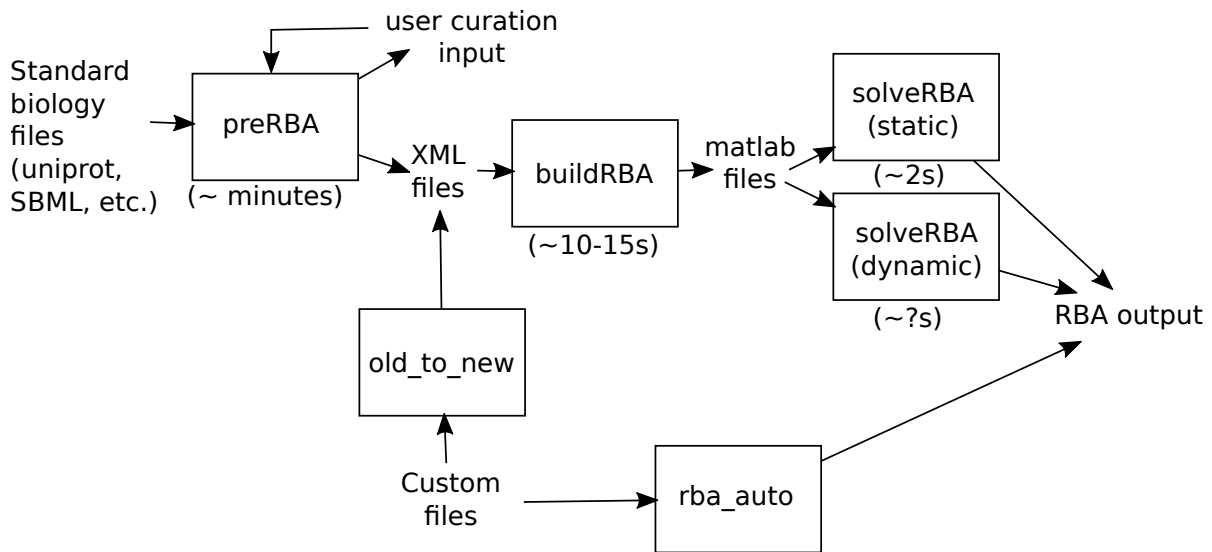 user curation
input
Standard
biology
files
(uniprot,
SBML, etc.)
preRBA
(~ minutes)
XML
files
buildRBA
(~10-15s)
matlab
files
solveRBA
(static)
(~2s)
solveRBA
(dynamic)
(~?s)
RBA output
old_to_new
Custom
files
rba_auto